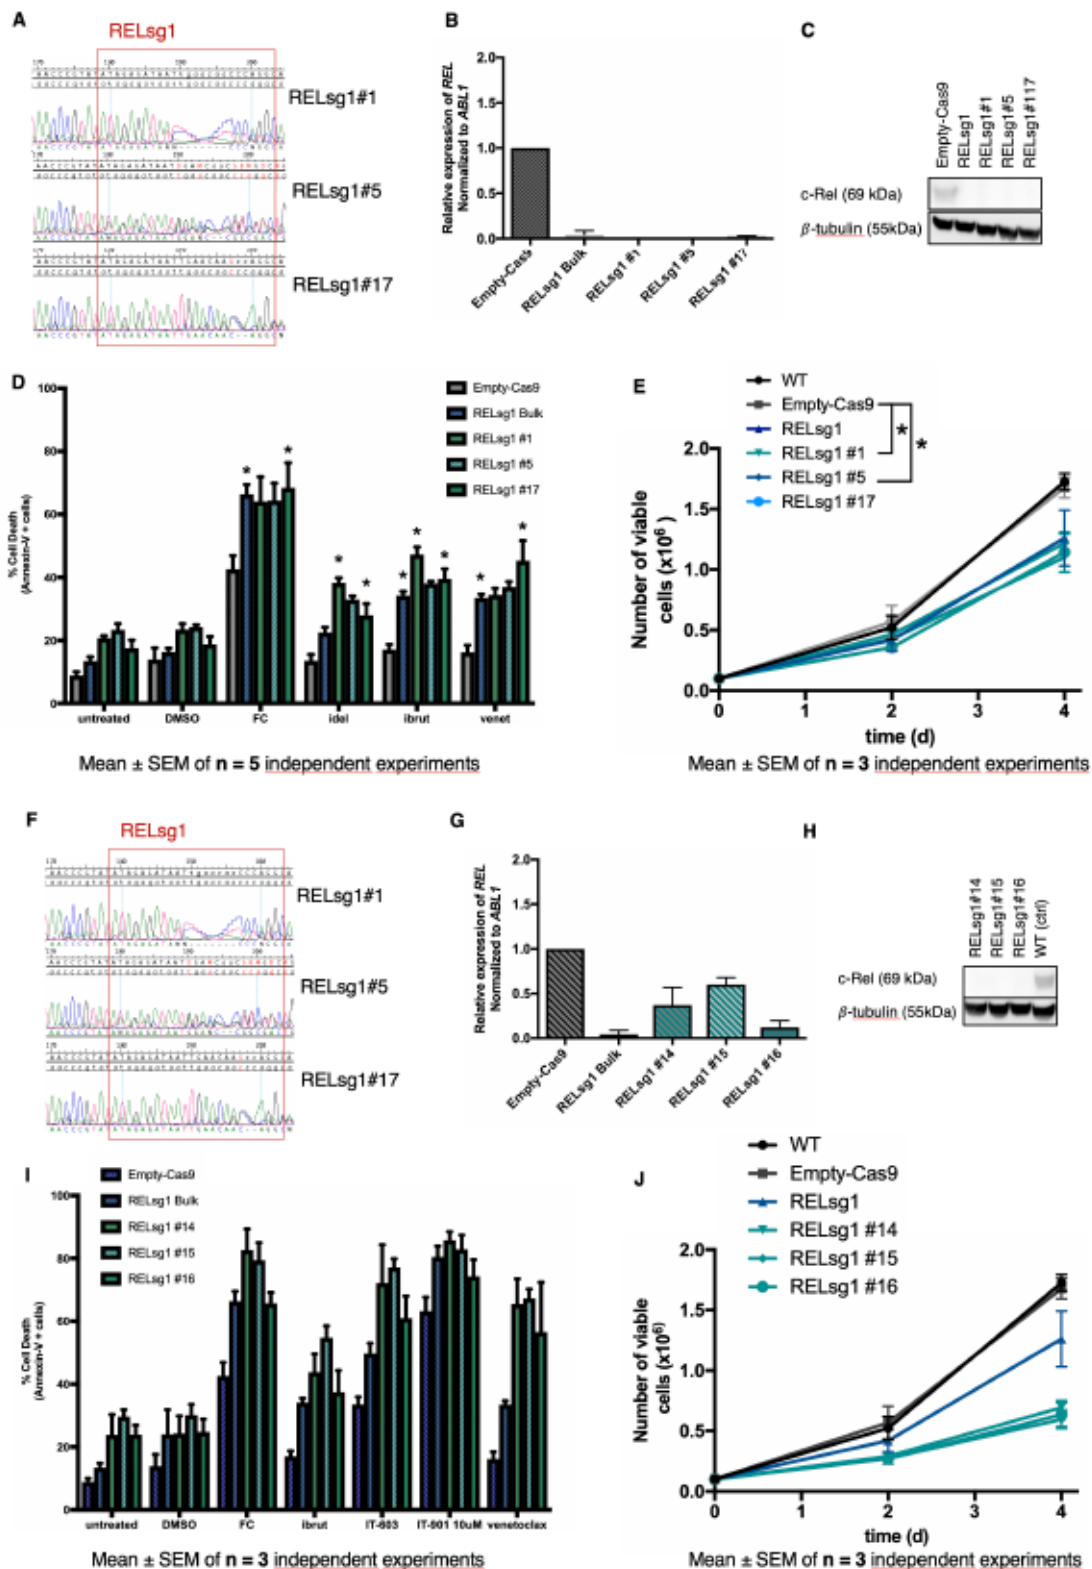 A
RELsg1
RELsg1#1
RELsg1#5
RELsg1#17
B
Relative expression of REL
Normalized to ABL1
2.0
1.5
1.0
0.5
0.0
Empty-Cas9
RELsg1 Bulk
RELsg1 #1
RELsg1 #5
RELsg1 #17
C
Empty-Cas9
RELsg1
RELsg1#1
RELsg1#5
RELsg1#117
c-Rel (69 kDa)
β-tubulin (55kDa)
D
% Cell Death
(Annexin-V + cells)
100
80
60
40
20
0
Empty-Cas9
RELsg1 Bulk
RELsg1 #1
RELsg1 #5
RELsg1 #17
* * * * * * * *
untreated DMSO FC idel ibrut venet
Mean ± SEM of n = 5 independent experiments
E
WT
Empty-Cas9
RELsg1
RELsg1 #1
RELsg1 #5
RELsg1 #17
* *
Number of viable
cells (x10⁶)
2.0
1.5
1.0
0.5
0.0
0 1 2 3 4
time (d)
Mean ± SEM of n = 3 independent experiments
F
RELsg1
RELsg1#1
RELsg1#5
RELsg1#17
G
Relative expression of REL
Normalized to ABL1
2.0
1.5
1.0
0.5
0.0
Empty-Cas9
RELsg1 Bulk
RELsg1 #14
RELsg1 #15
RELsg1 #16
H
RELsg1#14
RELsg1#15
RELsg1#16
WT (ctrl)
c-Rel (69 kDa)
β-tubulin (55kDa)
I
% Cell Death
(Annexin-V + cells)
100
80
60
40
20
0
Empty-Cas9
RELsg1 Bulk
RELsg1 #14
RELsg1 #15
RELsg1 #16
untreated DMSO FC ibrut IT-603 IT-901 10uM venetoclax
Mean ± SEM of n = 3 independent experiments
J
WT
Empty-Cas9
RELsg1
RELsg1 #14
RELsg1 #15
RELsg1 #16
Number of viable
cells (x10⁶)
2.0
1.5
1.0
0.5
0.0
0 1 2 3 4
time (d)
Mean ± SEM of n = 3 independent experiments